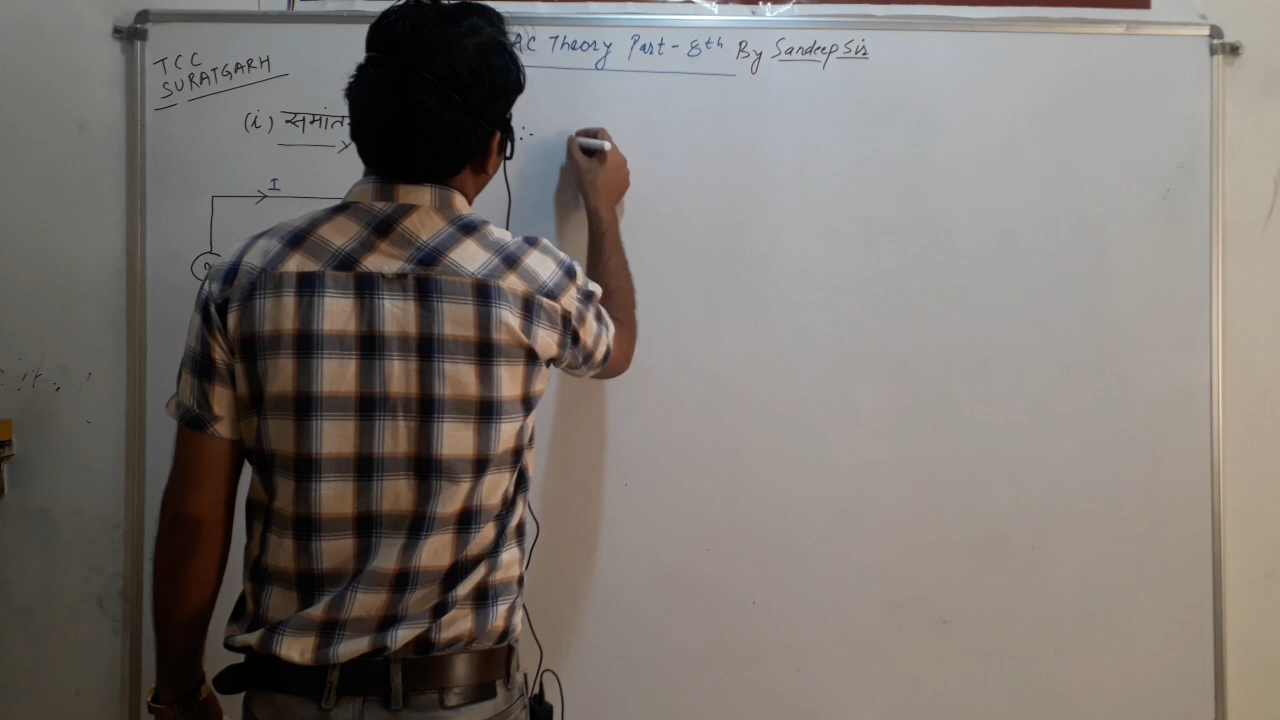 AC Theory Part - 8th By Sandeep Sir
TCC
SURATGARH
(i) समांत :-
I